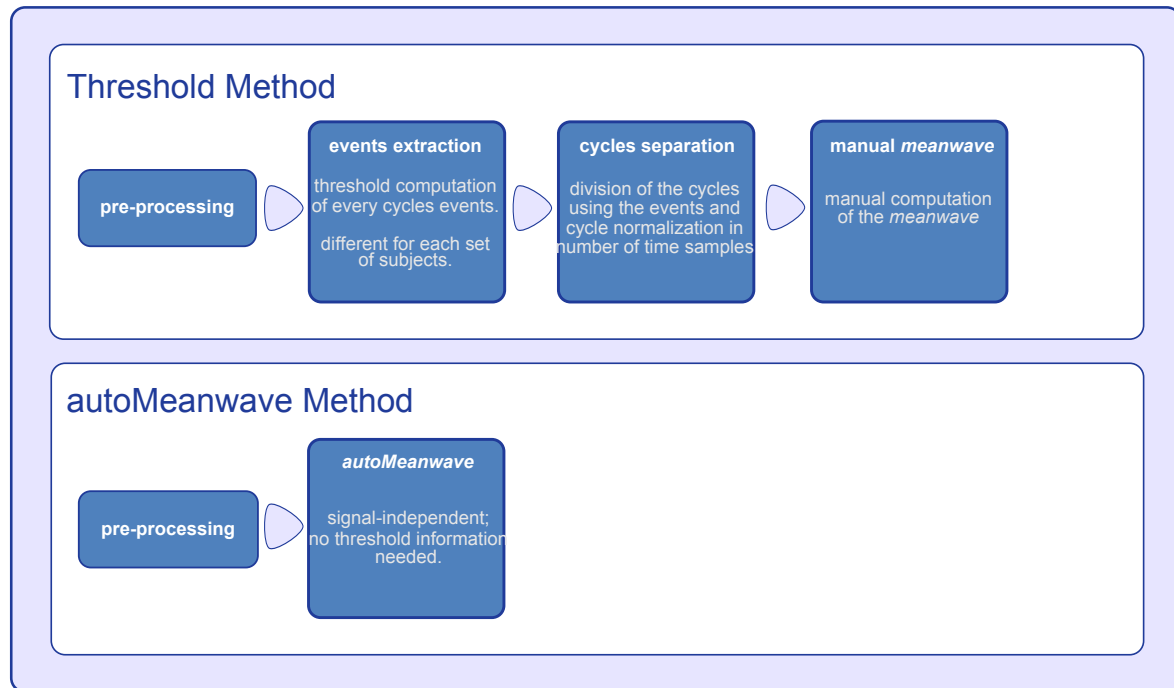 Threshold Method
pre-processing
events extraction
threshold computation
of every cycles events.
different for each set
of subjects.
cycles separation
division of the cycles
using the events and
cycle normalization in
number of time samples
manual meanwave
manual computation
of the meanwave
autoMeanwave Method
pre-processing
autoMeanwave
signal-independent;
no threshold information
needed.